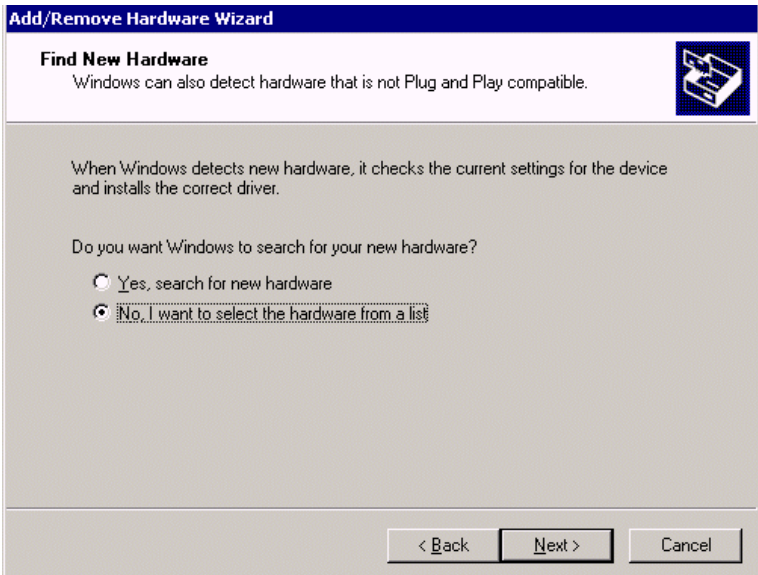 Add/Remove Hardware Wizard
Find New Hardware
Windows can also detect hardware that is not Plug and Play compatible.
When Windows detects new hardware, it checks the current settings for the device
and installs the correct driver.
Do you want Windows to search for your new hardware?
Yes, search for new hardware
No, I want to select the hardware from a list
< Back Next > Cancel